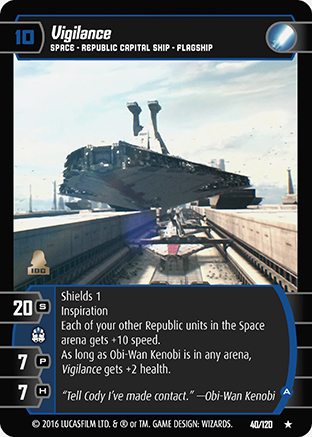 10
Vigilance
SPACE - REPUBLIC CAPITAL SHIP - FLAGSHIP
IDC
20 S
7 P
7 H
Shields 1
Inspiration
Each of your other Republic units in the Space
arena gets +10 speed.
As long as Obi-Wan Kenobi is in any arena,
Vigilance gets +2 health.
"Tell Cody I've made contact." —Obi-Wan Kenobi
A
© 2016 LUCASFILM LTD. & ® or TM. GAME DESIGN: WIZARDS.
40/120 ★